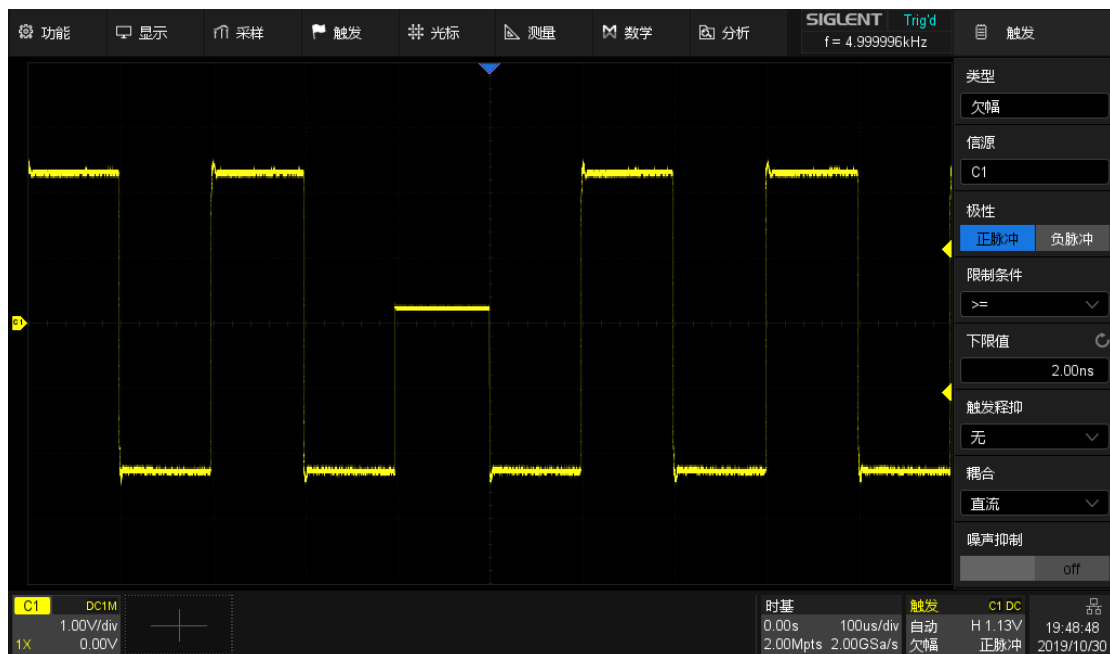 功能 显示 采样 触发 光标 测量 数学 分析 SIGLENT Trig'd 触发
f = 4.999996kHz
类型
欠幅
信源
C1
极性
正脉冲 负脉冲
限制条件
>=
下限值
2.00ns
触发释抑
无
耦合
直流
噪声抑制
off
C1
C1 DC1M
1.00V/div
1X 0.00V
时基
0.00s 100us/div
2.00Mpts 2.00GSa/s
触发 C1 DC
自动 H 1.13V
欠幅 正脉冲
19:48:48
2019/10/30